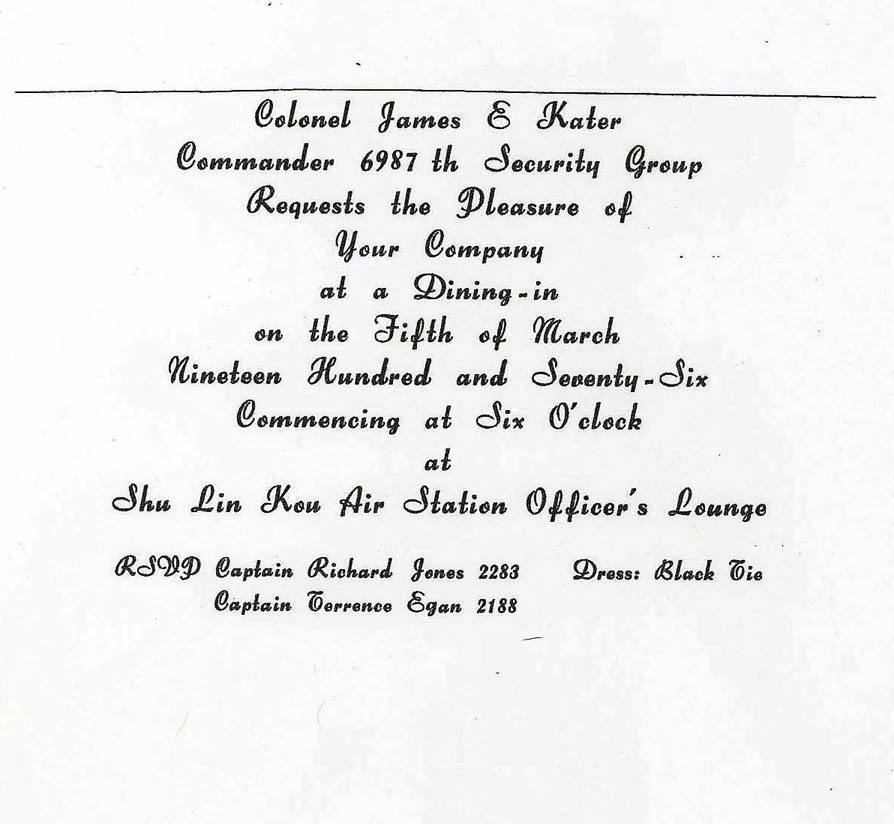 Colonel James E Kater
Commander 6987 th Security Group
Requests the Pleasure of
Your Company
at a Dining-in
on the Fifth of March
Nineteen Hundred and Seventy-Six
Commencing at Six O'clock
at
Shu Lin Kou Air Station Officer's Lounge
RSVP Captain Richard Jones 2283 Dress: Black Tie
Captain Terrence Egan 2188